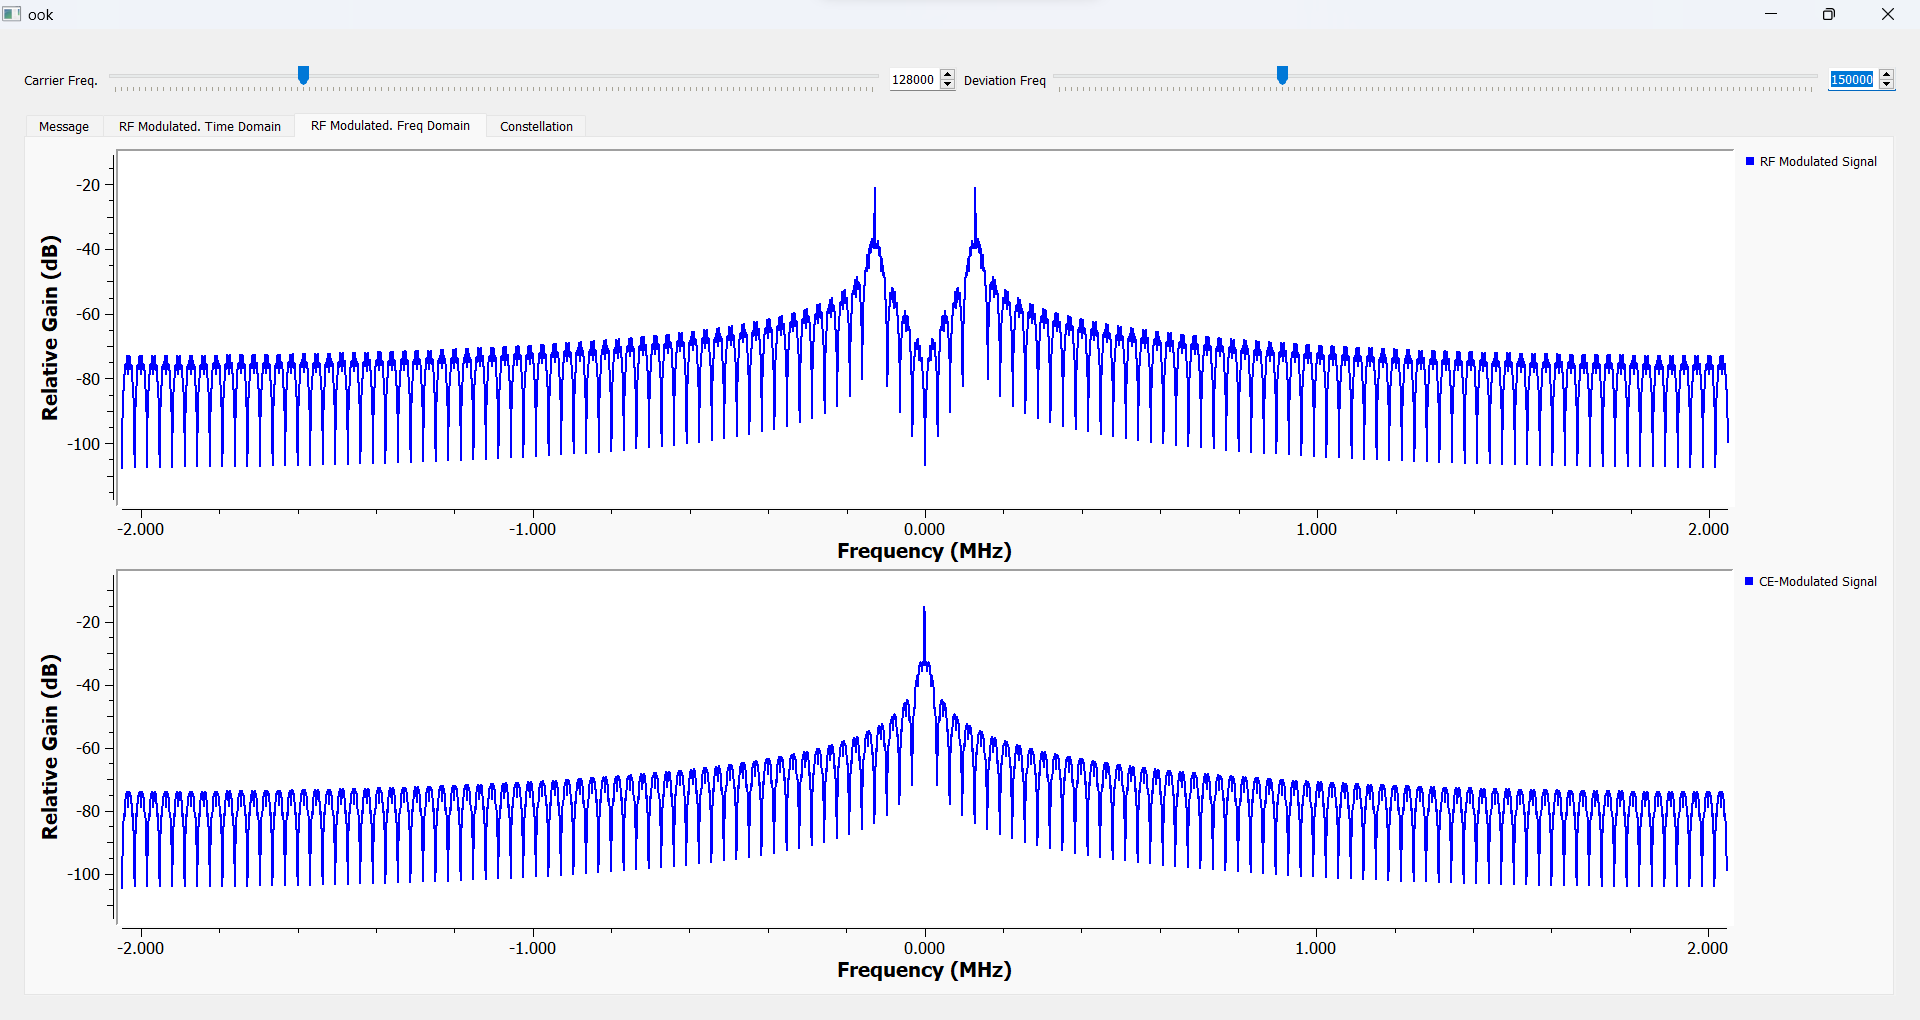 ook
Carrier Freq.
128000
Deviation Freq
150000
Message
RF Modulated. Time Domain
RF Modulated. Freq Domain
Constellation
RF Modulated Signal
Relative Gain (dB)
-20
-40
-60
-80
-100
-2.000
-1.000
0.000
1.000
2.000
Frequency (MHz)
CE-Modulated Signal
Relative Gain (dB)
-20
-40
-60
-80
-100
-2.000
-1.000
0.000
1.000
2.000
Frequency (MHz)